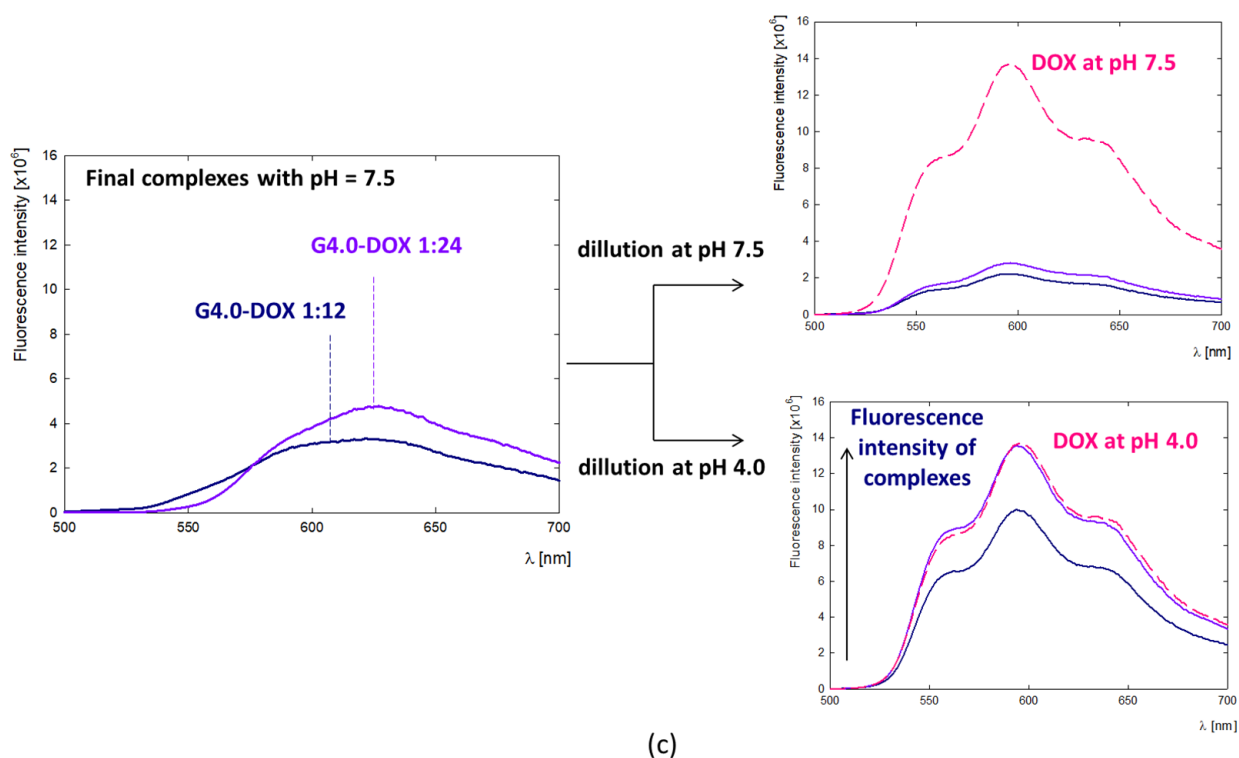 Fluorescence intensity [x10⁶]
16
14
12
10
8
6
4
2
0
Final complexes with pH = 7.5
G4.0-DOX 1:24
G4.0-DOX 1:12
500
550
600
650
700
λ [nm]
dillution at pH 7.5
dillution at pH 4.0
Fluorescence intensity [x10⁶]
16
14
12
10
8
6
4
2
0
DOX at pH 7.5
500
550
600
650
700
λ [nm]
Fluorescence intensity [x10⁶]
16
14
12
10
8
6
4
2
0
Fluorescence
intensity of
complexes
DOX at pH 4.0
500
550
600
650
700
λ [nm]
(c)